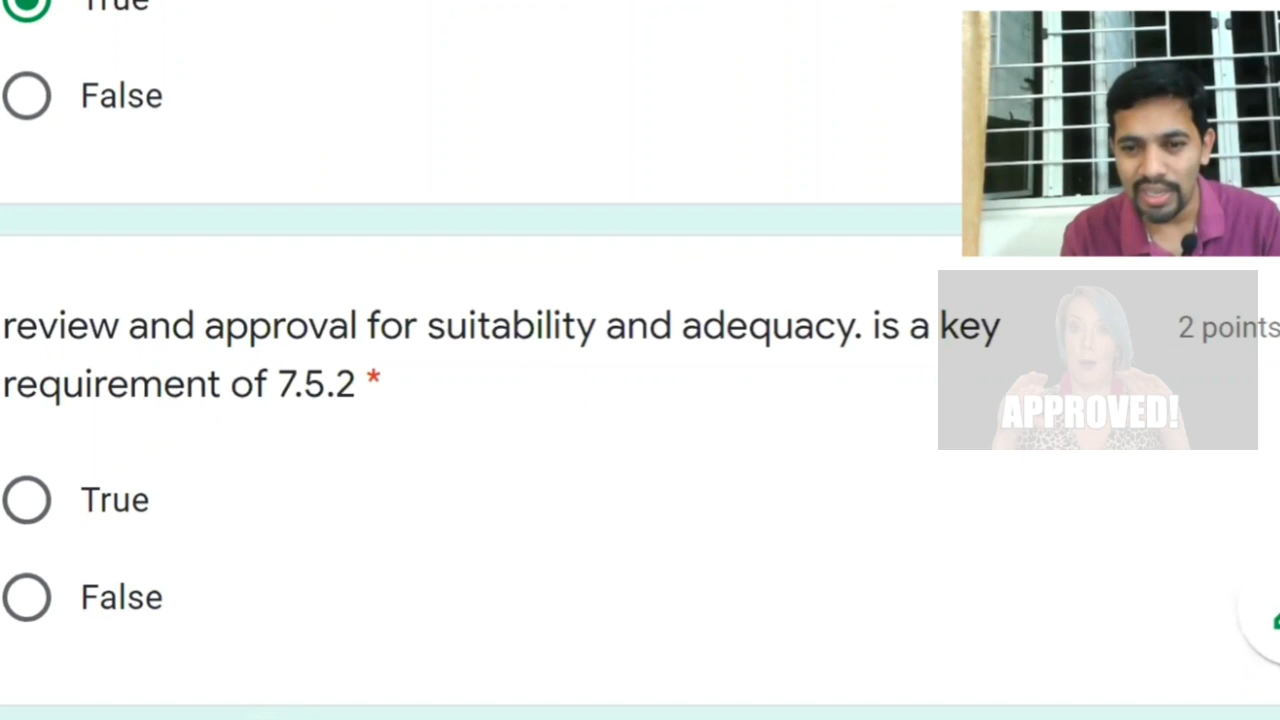 True
False
review and approval for suitability and adequacy. is a key
2 points
requirement of 7.5.2 *
APPROVED!
True
False